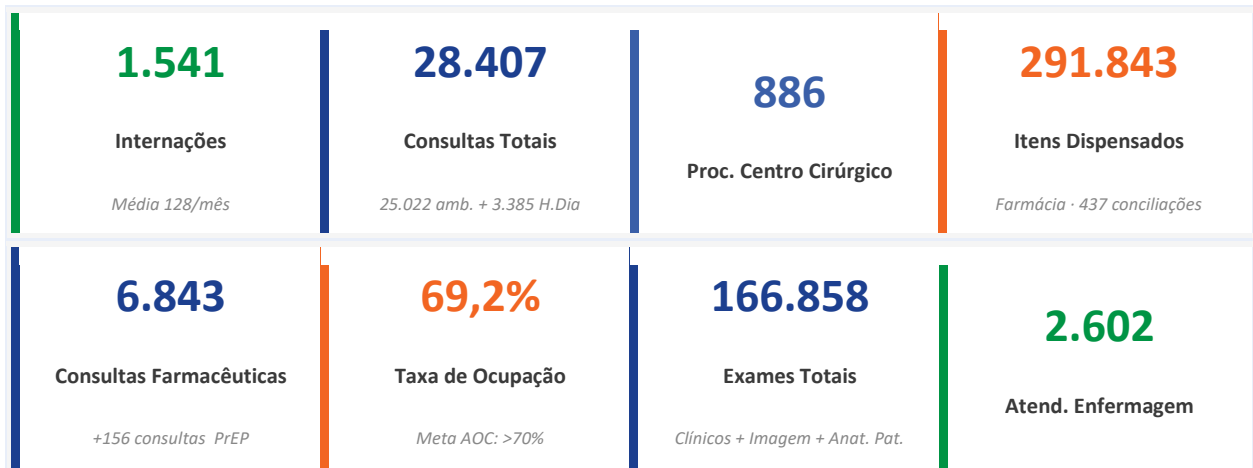 1.541
Internações
Média 128/mês
28.407
Consultas Totais
25.022 amb. + 3.385 H.Dia
886
Proc. Centro Cirúrgico
291.843
Itens Dispensados
Farmácia · 437 conciliações
6.843
Consultas Farmacêuticas
+156 consultas PrEP
69,2%
Taxa de Ocupação
Meta AOC: >70%
166.858
Exames Totais
Clínicos + Imagem + Anat. Pat.
2.602
Atend. Enfermagem